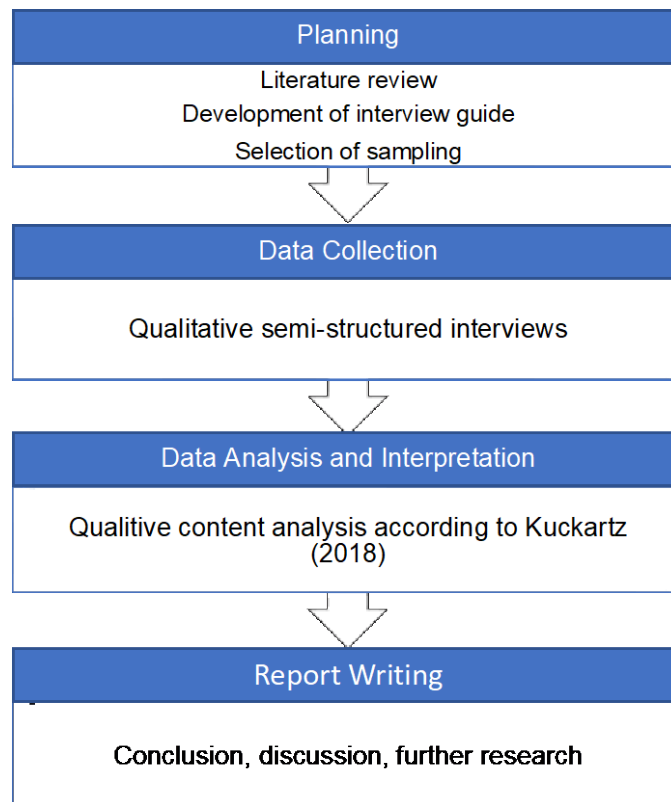 Planning
Literature review
Development of interview guide
Selection of sampling
Data Collection
Qualitative semi-structured interviews
Data Analysis and Interpretation
Qualitive content analysis according to Kuckartz
(2018)
Report Writing
Conclusion, discussion, further research